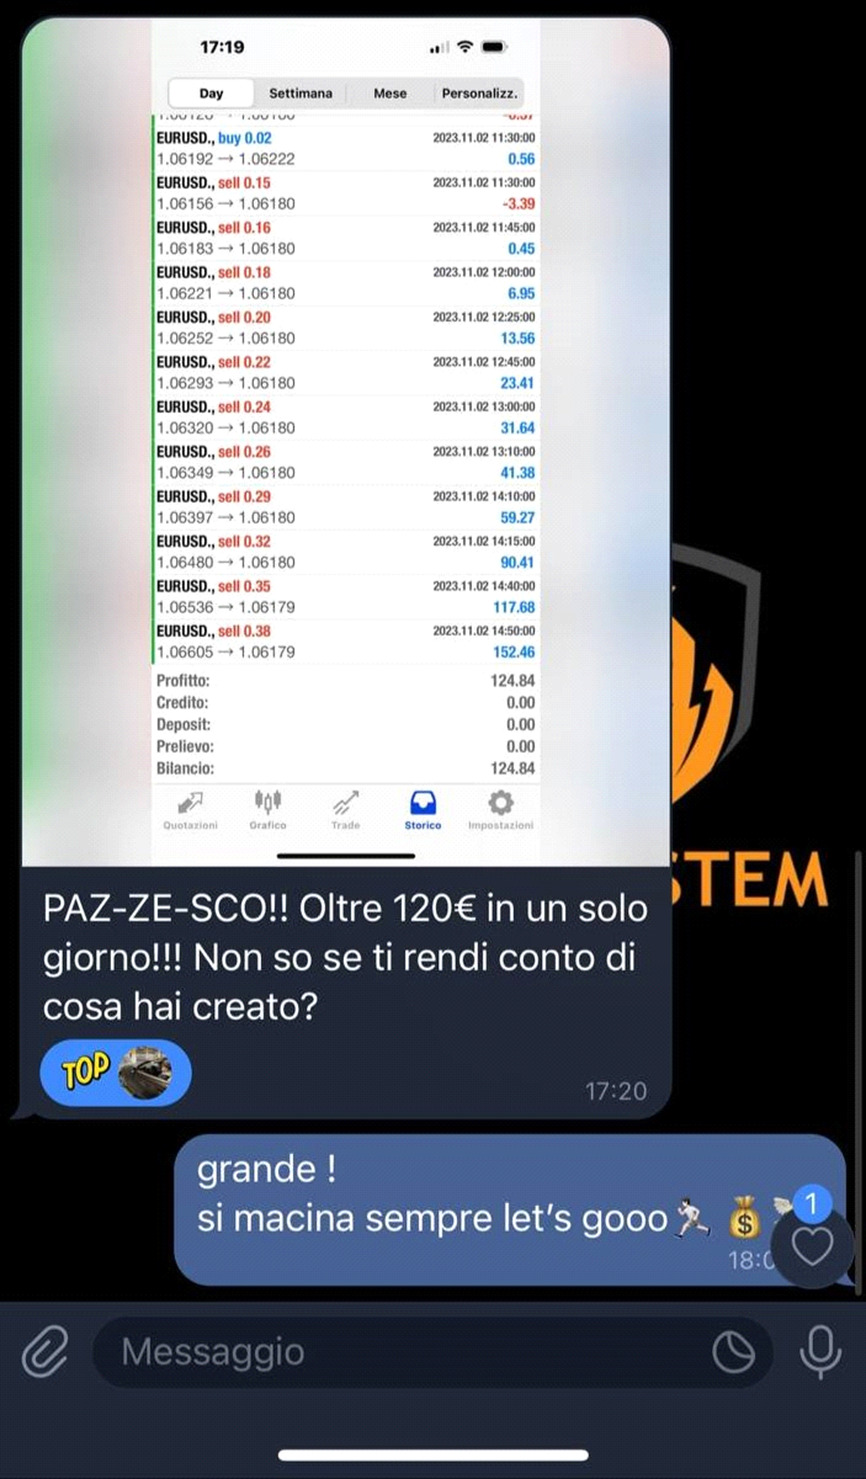 17:19
Day Settimana Mese Personalizz.
-0.37
EURUSD., buy 0.02 2023.11.02 11:30:00
1.06192 → 1.06222 0.56
EURUSD., sell 0.15 2023.11.02 11:30:00
1.06156 → 1.06180 -3.39
EURUSD., sell 0.16 2023.11.02 11:45:00
1.06183 → 1.06180 0.45
EURUSD., sell 0.18 2023.11.02 12:00:00
1.06221 → 1.06180 6.95
EURUSD., sell 0.20 2023.11.02 12:25:00
1.06252 → 1.06180 13.56
EURUSD., sell 0.22 2023.11.02 12:45:00
1.06293 → 1.06180 23.41
EURUSD., sell 0.24 2023.11.02 13:00:00
1.06320 → 1.06180 31.64
EURUSD., sell 0.26 2023.11.02 13:10:00
1.06349 → 1.06180 41.38
EURUSD., sell 0.29 2023.11.02 14:10:00
1.06397 → 1.06180 59.27
EURUSD., sell 0.32 2023.11.02 14:15:00
1.06480 → 1.06180 90.41
EURUSD., sell 0.35 2023.11.02 14:40:00
1.06536 → 1.06179 117.68
EURUSD., sell 0.38 2023.11.02 14:50:00
1.06605 → 1.06179 152.46
Profitto: 124.84
Credito: 0.00
Deposit: 0.00
Prelievo: 0.00
Bilancio: 124.84
Quotazioni Grafico Trade Storico Impostazioni
STEM
PAZ-ZE-SCO!! Oltre 120€ in un solo
giorno!!! Non so se ti rendi conto di
cosa hai creato?
TOP
17:20
grande !
si macina sempre let's gooo🏃🏻 💰 💸
1
18:0
Messaggio